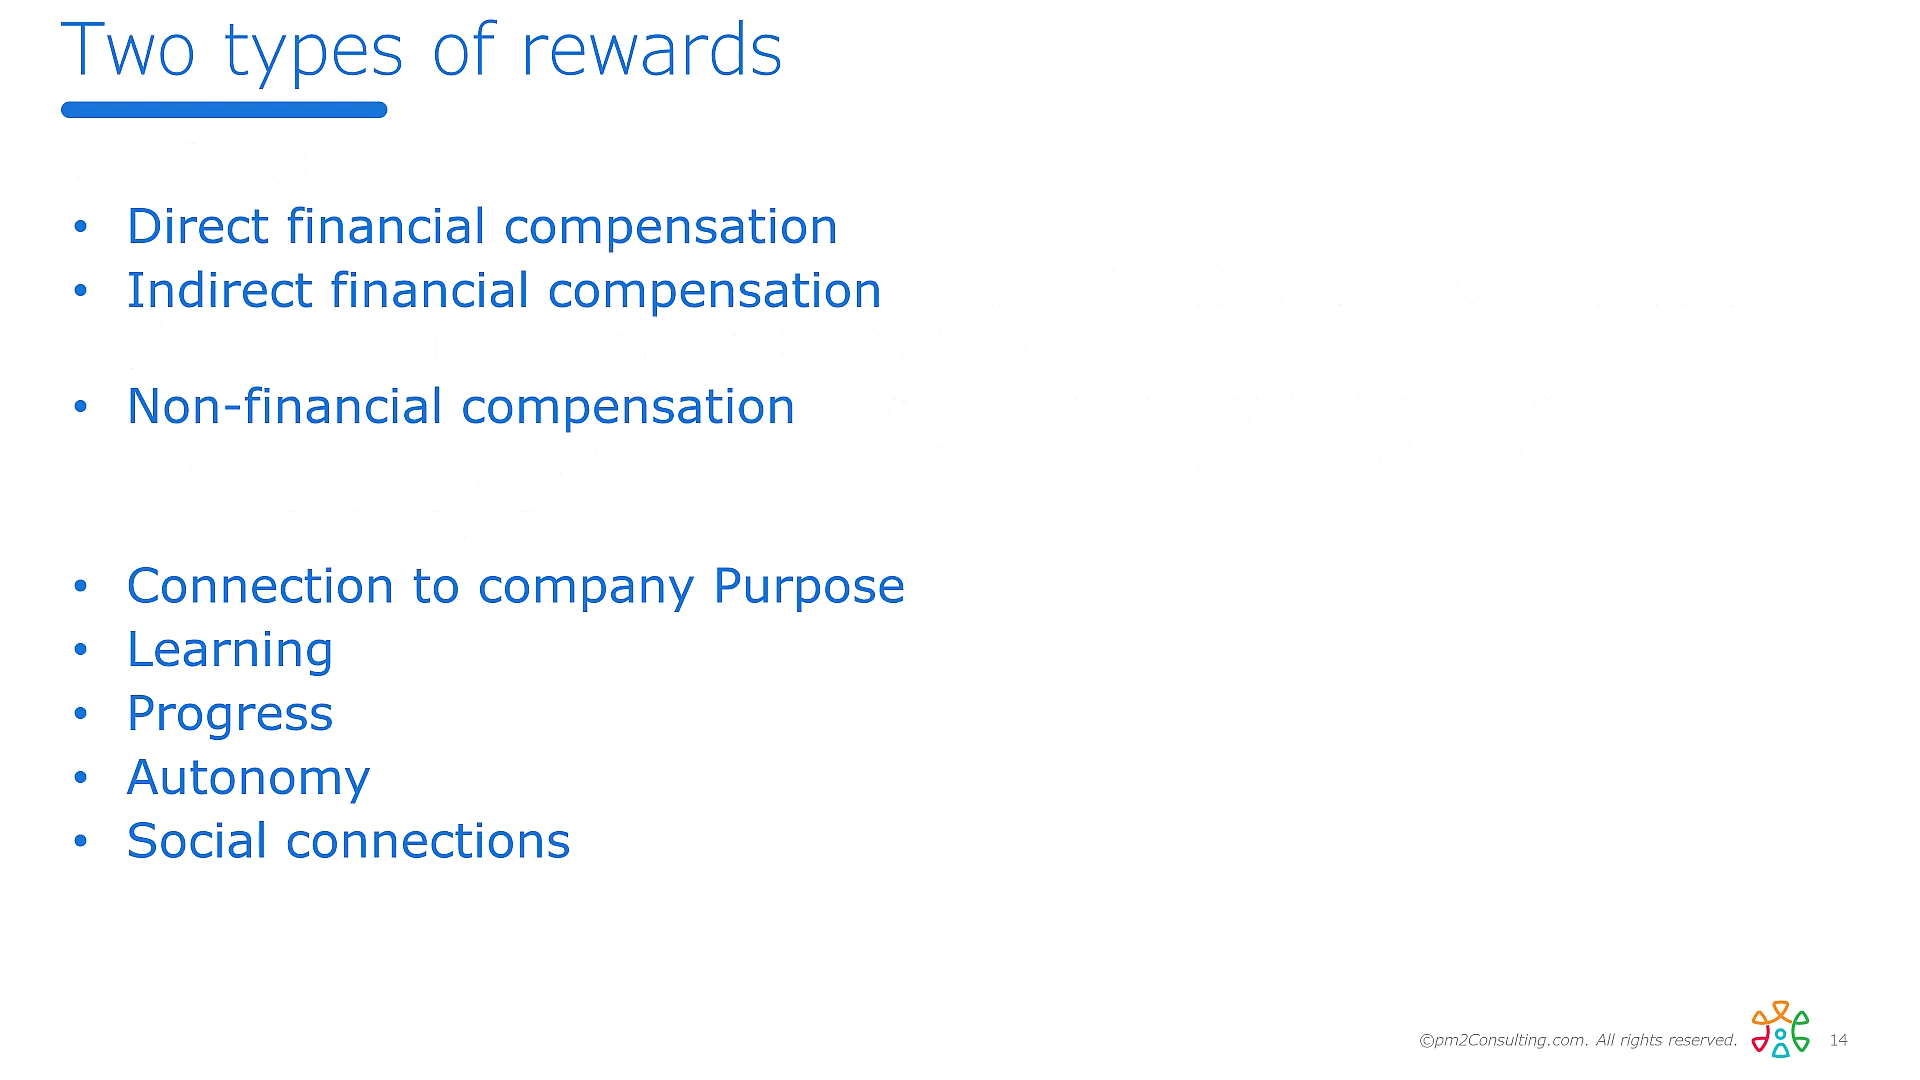 Two types of rewards
• Direct financial compensation
• Indirect financial compensation
• Non-financial compensation
• Connection to company Purpose
• Learning
• Progress
• Autonomy
• Social connections
©pm2Consulting.com. All rights reserved.
14